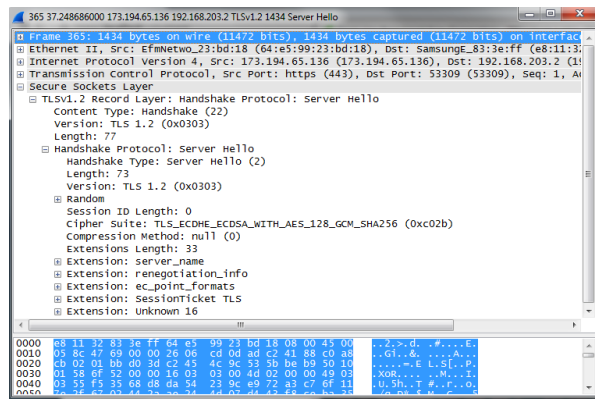 365 37.248686000 173.194.65.136 192.168.203.2 TLSv1.2 1434 Server Hello
Frame 365: 1434 bytes on wire (11472 bits), 1434 bytes captured (11472 bits) on interface
Ethernet II, Src: EfmNetwo_23:bd:18 (64:e5:99:23:bd:18), Dst: SamsungE_83:3e:ff (e8:11:32
Internet Protocol Version 4, Src: 173.194.65.136 (173.194.65.136), Dst: 192.168.203.2 (19
Transmission Control Protocol, Src Port: https (443), Dst Port: 53309 (53309), Seq: 1, A
Secure Sockets Layer
TLSv1.2 Record Layer: Handshake Protocol: Server Hello
Content Type: Handshake (22)
Version: TLS 1.2 (0x0303)
Length: 77
Handshake Protocol: Server Hello
Handshake Type: Server Hello (2)
Length: 73
Version: TLS 1.2 (0x0303)
Random
Session ID Length: 0
Cipher Suite: TLS_ECDHE_ECDSA_WITH_AES_128_GCM_SHA256 (0xc02b)
Compression Method: null (0)
Extensions Length: 33
Extension: server_name
Extension: renegotiation_info
Extension: ec_point_formats
Extension: SessionTicket TLS
Extension: Unknown 16
0000 e8 11 32 83 3e ff 64 e5 99 23 bd 18 08 00 45 00 ..2.>.d. .#....E.
0010 05 8c 47 69 00 00 26 06 cd 0d ad c2 41 88 c0 a8 ..Gi..&. ....A...
0020 cb 02 01 bb d0 3d c2 45 4c 9c 53 5b be b9 50 10 .....=.E L.S[..P.
0030 01 58 6f 52 00 00 16 03 03 00 4d 02 00 00 49 03 .XoR.... ..M...I.
0040 03 55 f5 35 68 d8 da 54 23 9c e9 72 a3 c7 6f 11 .U.5h..T #..r..o.
0050